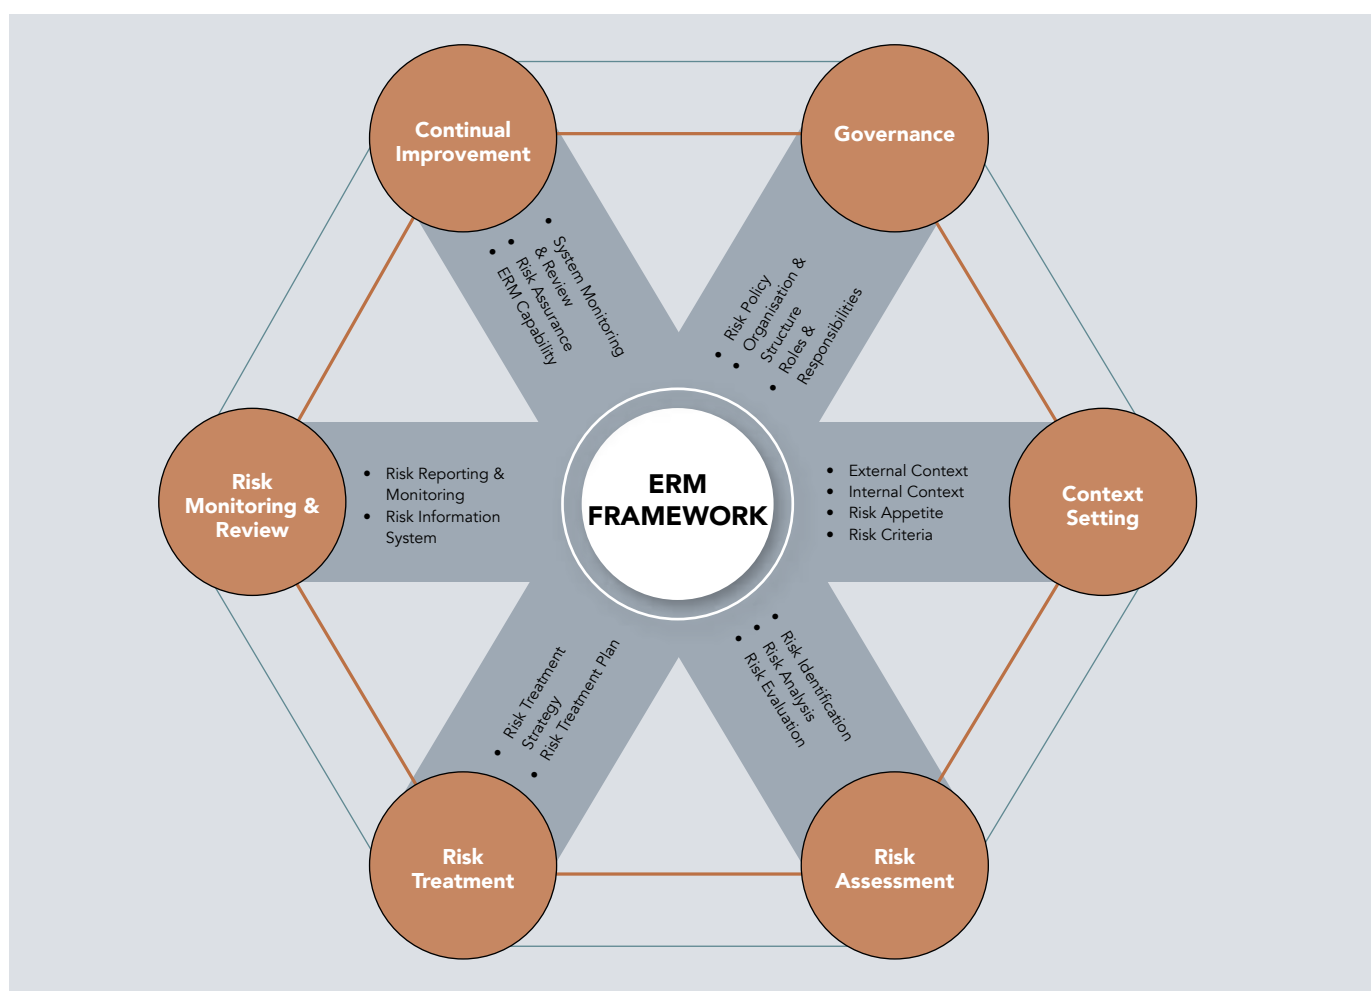 Continual
Improvement
Governance
• System Monitoring
& Review
• Risk Assurance
• ERM Capability
• Risk Policy
• Organisation &
Structure
• Roles &
Responsibilities
Risk
Monitoring &
Review
• Risk Reporting &
Monitoring
• Risk Information
System
ERM
FRAMEWORK
• External Context
• Internal Context
• Risk Appetite
• Risk Criteria
Context
Setting
• Risk Treatment
Strategy
• Risk Treatment Plan
• Risk Identification
• Risk Analysis
• Risk Evaluation
Risk
Treatment
Risk
Assessment